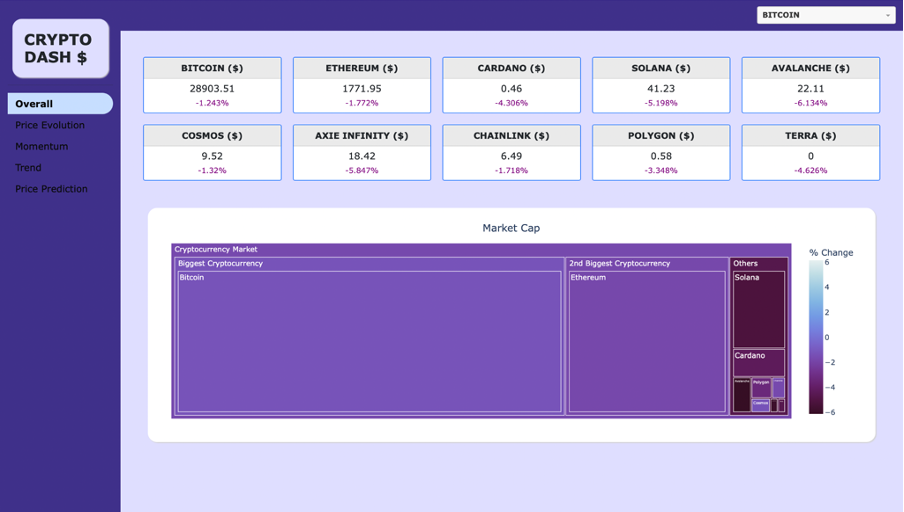 BITCOIN
CRYPTO
DASH $
Overall
Price Evolution
Momentum
Trend
Price Prediction
BITCOIN ($)
28903.51
-1.243%
ETHEREUM ($)
1771.95
-1.772%
CARDANO ($)
0.46
-4.306%
SOLANA ($)
41.23
-5.198%
AVALANCHE ($)
22.11
-6.134%
COSMOS ($)
9.52
-1.32%
AXIE INFINITY ($)
18.42
-5.847%
CHAINLINK ($)
6.49
-1.718%
POLYGON ($)
0.58
-3.348%
TERRA ($)
0
-4.626%
Market Cap
Cryptocurrency Market
Biggest Cryptocurrency
Bitcoin
2nd Biggest Cryptocurrency
Ethereum
Others
Solana
Cardano
Avalanche
Polygon
Cosmos
% Change
6
4
2
0
−2
−4
−6